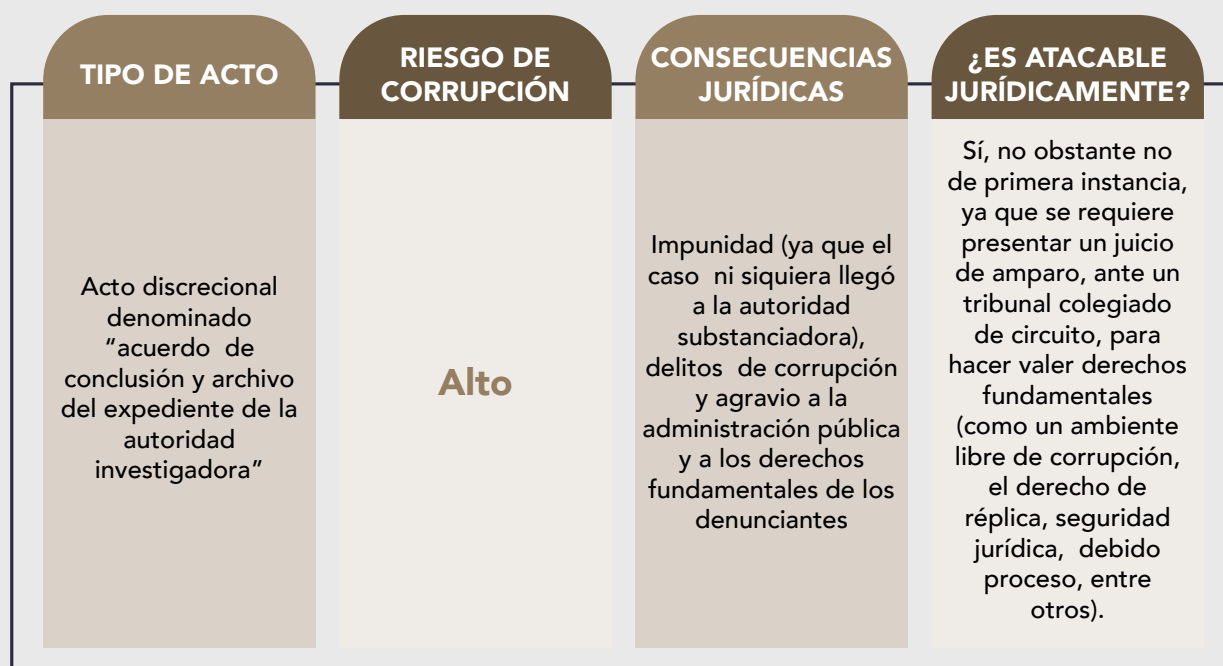 TIPO DE ACTO
RIESGO DE
CORRUPCIÓN
CONSECUENCIAS
JURÍDICAS
¿ES ATACABLE
JURÍDICAMENTE?
Acto discrecional
denominado
“acuerdo de
conclusión y archivo
del expediente de la
autoridad
investigadora”
Alto
Impunidad (ya que el
caso ni siquiera llegó
a la autoridad
substanciadora),
delitos de corrupción
y agravio a la
administración pública
y a los derechos
fundamentales de los
denunciantes
Sí, no obstante no
de primera instancia,
ya que se requiere
presentar un juicio
de amparo, ante un
tribunal colegiado
de circuito, para
hacer valer derechos
fundamentales
(como un ambiente
libre de corrupción,
el derecho de
réplica, seguridad
jurídica, debido
proceso, entre
otros).